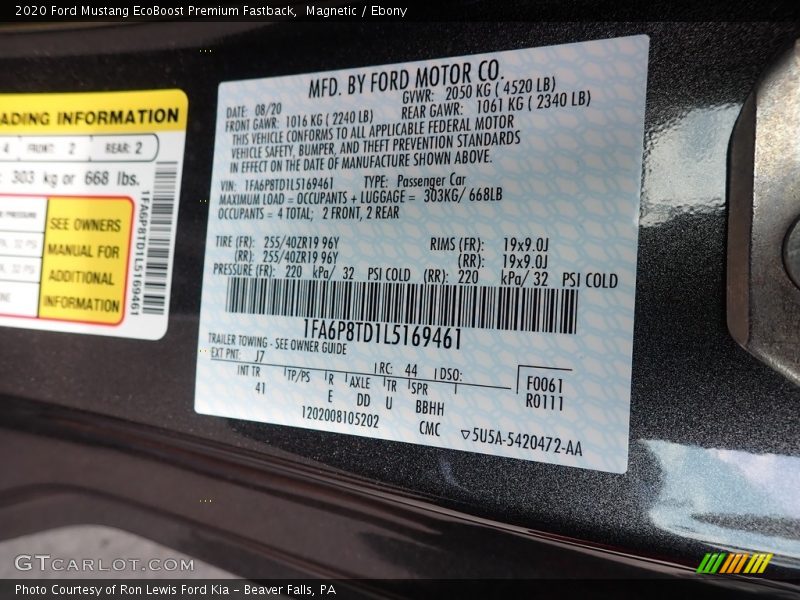 2020 Ford Mustang EcoBoost Premium Fastback,  Magnetic / Ebony
ADING INFORMATION
4 FRONT: 2 REAR: 2
303 kg or 668 lbs.
SEE OWNERS
MANUAL FOR
ADDITIONAL
INFORMATION
1FA6P8TD1L5169461
MFD. BY FORD MOTOR CO.
DATE: 08/20 GVWR: 2050 KG ( 4520 LB)
FRONT GAWR: 1016 KG ( 2240 LB) REAR GAWR: 1061 KG ( 2340 LB)
THIS VEHICLE CONFORMS TO ALL APPLICABLE FEDERAL MOTOR
VEHICLE SAFETY, BUMPER, AND THEFT PREVENTION STANDARDS
IN EFFECT ON THE DATE OF MANUFACTURE SHOWN ABOVE.
VIN: 1FA6P8TD1L5169461 TYPE: Passenger Car
MAXIMUM LOAD = OCCUPANTS + LUGGAGE = 303KG/ 668LB
OCCUPANTS = 4 TOTAL; 2 FRONT, 2 REAR
TIRE (FR): 255/40ZR19 96Y RIMS (FR): 19x9.0J
(RR): 255/40ZR19 96Y (RR): 19x9.0J
PRESSURE (FR): 220 kPa/ 32 PSI COLD (RR): 220 kPa/ 32 PSI COLD
1FA6P8TD1L5169461
TRAILER TOWING - SEE OWNER GUIDE
EXT PNT: J7 RC: 44 DSO: F0061
INT TR TP/PS R AXLE TR SPR R0111
41 E DD U BBHH
1202008105202 CMC ▽5U5A-5420472-AA
GTCARLOT.COM
Photo Courtesy of Ron Lewis Ford Kia – Beaver Falls, PA